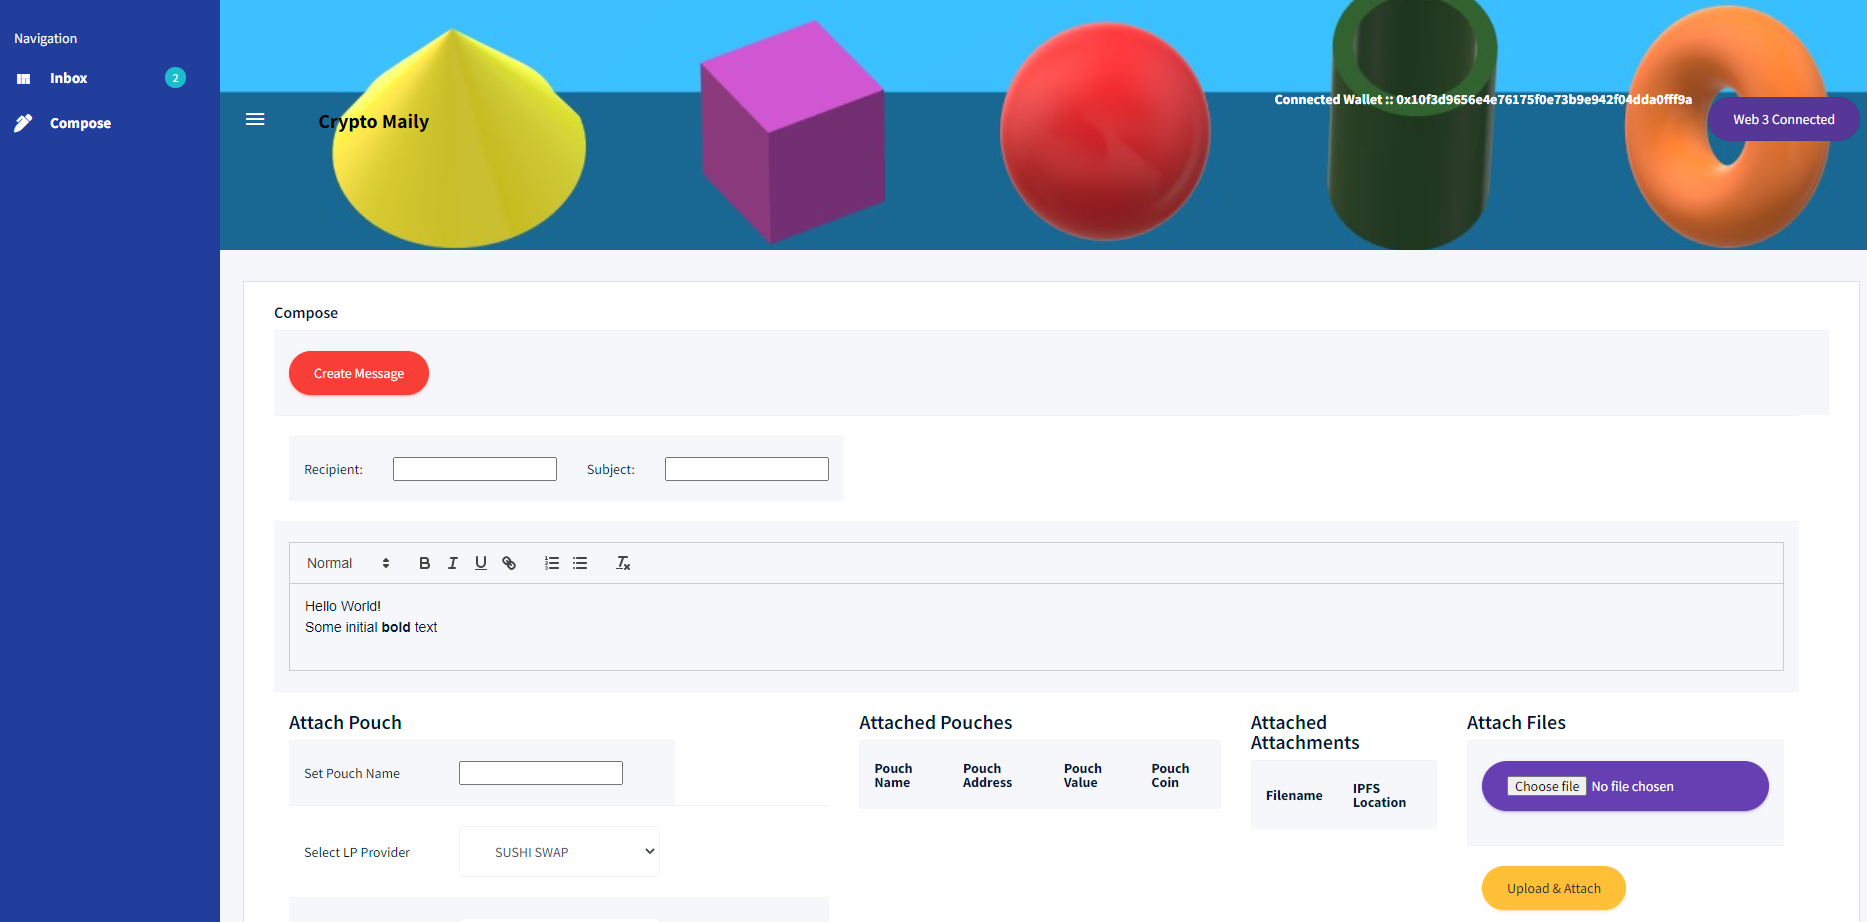 Navigation
Inbox
2
Compose
Crypto Maily
Connected Wallet :: 0x10f3d9656e4e76175f0e73b9e942f04dda0fff9a
Web 3 Connected
Compose
Create Message
Recipient:
Subject:
Normal
Hello World!
Some initial bold text
Attach Pouch
Set Pouch Name
Select LP Provider
SUSHI SWAP
Attached Pouches
Pouch Name
Pouch Address
Pouch Value
Pouch Coin
Attached
Attachments
Filename
IPFS
Location
Attach Files
Choose file No file chosen
Upload & Attach